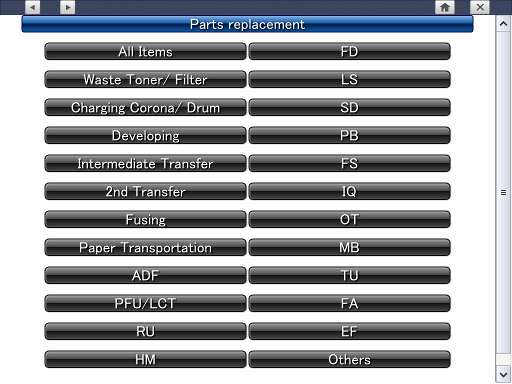 Parts replacement
All Items
FD
Waste Toner/ Filter
LS
Charging Corona/ Drum
SD
Developing
PB
Intermediate Transfer
FS
2nd Transfer
IQ
Fusing
OT
Paper Transportation
MB
ADF
TU
PFU/LCT
FA
RU
EF
HM
Others